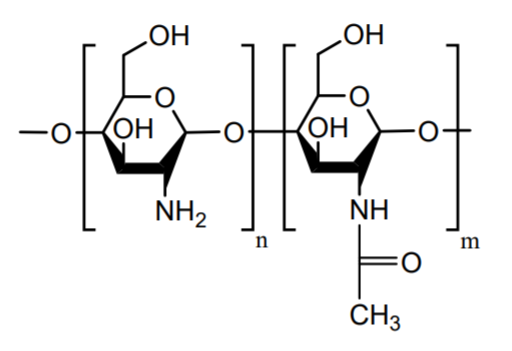 OH OH
O O
O OH O OH O
NH2 NH
n m
O
CH3